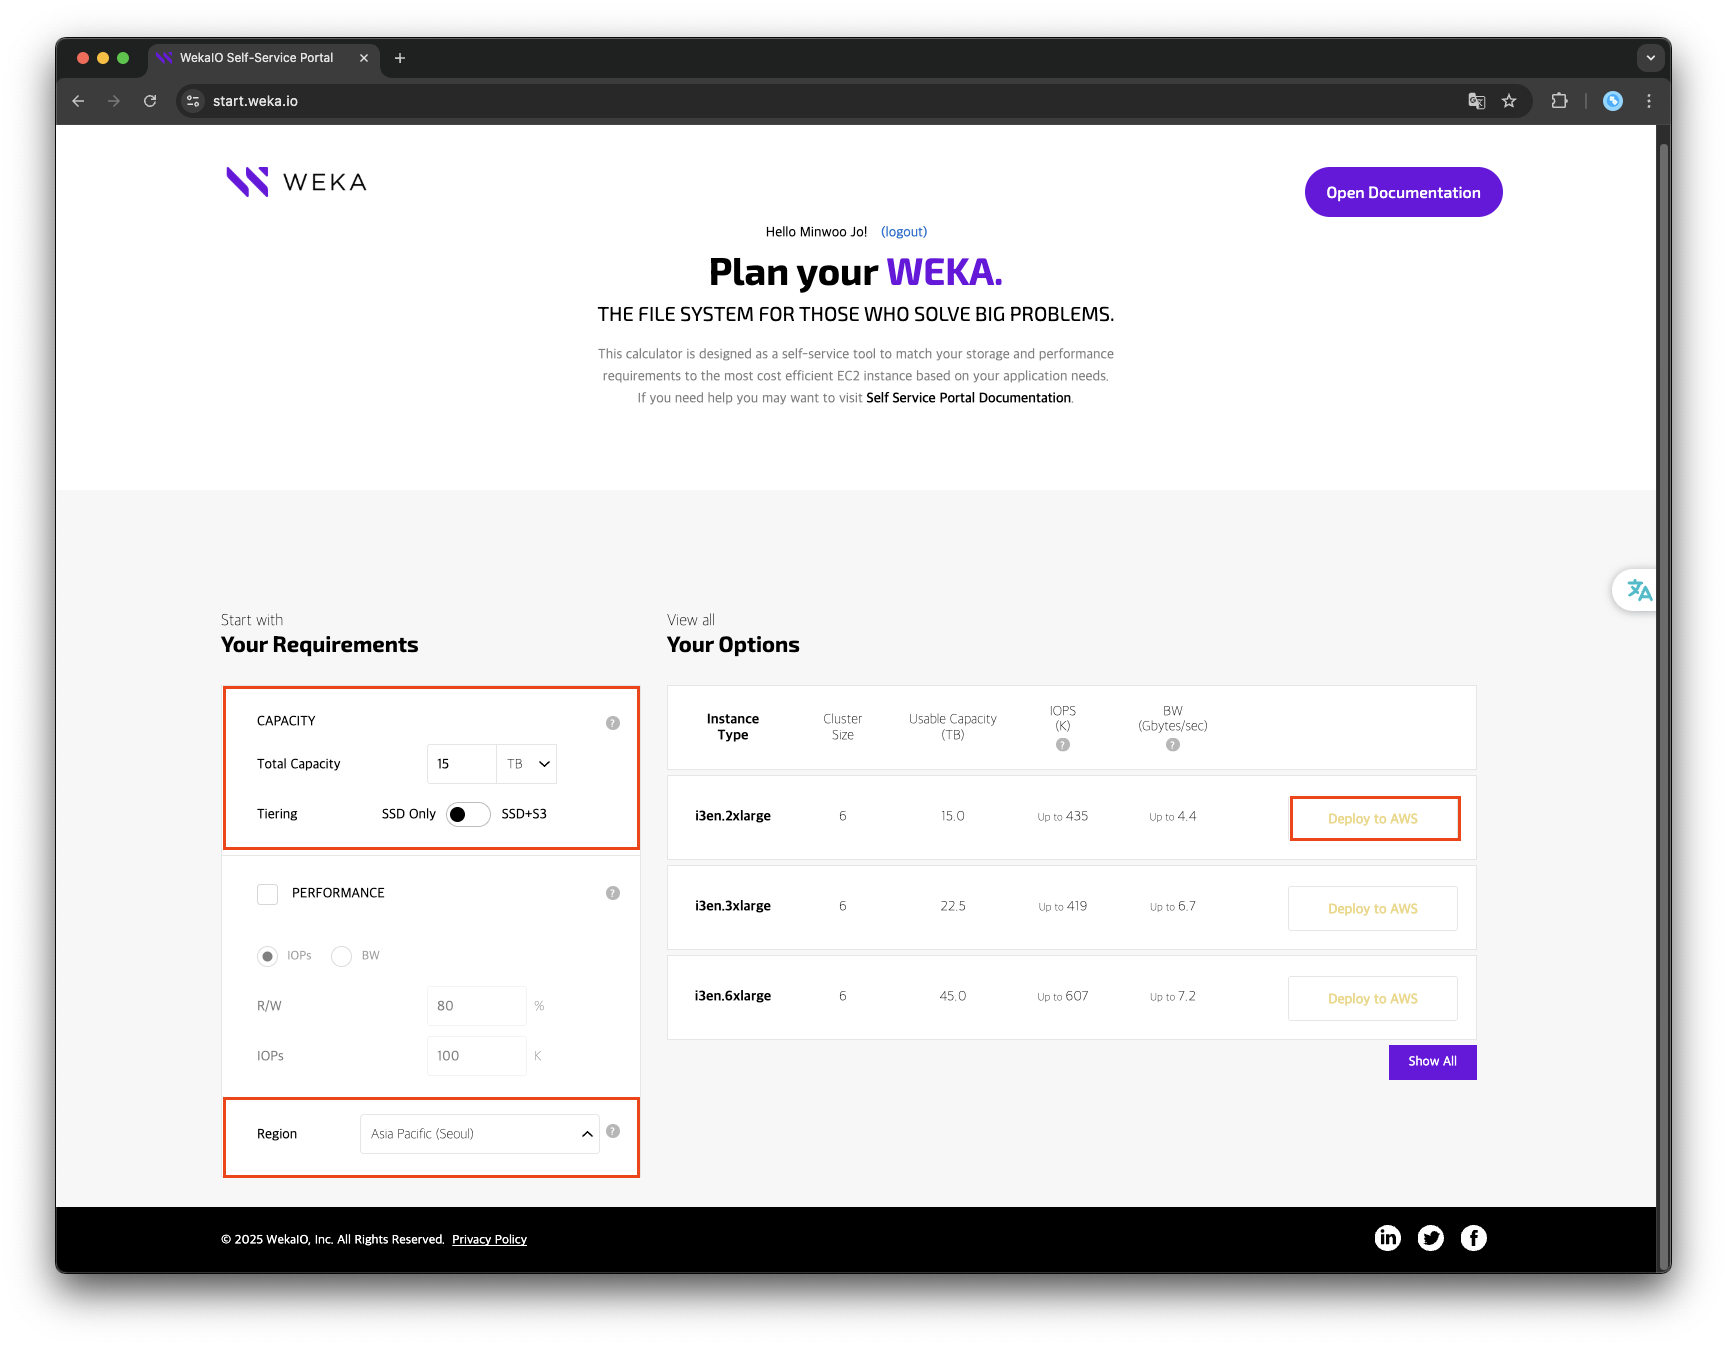 WekaIO Self-Service Portal
start.weka.io
WEKA
Open Documentation
Hello Minwoo Jo! (logout)
Plan your WEKA.
THE FILE SYSTEM FOR THOSE WHO SOLVE BIG PROBLEMS.
This calculator is designed as a self-service tool to match your storage and performance
requirements to the most cost efficient EC2 instance based on your application needs.
If you need help you may want to visit Self Service Portal Documentation.
Start with
Your Requirements
CAPACITY ?
Total Capacity 15 TB
Tiering SSD Only SSD+S3
PERFORMANCE ?
IOPs BW
R/W 80 %
IOPs 100 K
Region Asia Pacific (Seoul) ?
View all
Your Options
Instance Type
Cluster Size
Usable Capacity (TB)
IOPS (K) ?
BW (Gbytes/sec) ?
i3en.2xlarge 6 15.0 Up to 435 Up to 4.4 Deploy to AWS
i3en.3xlarge 6 22.5 Up to 419 Up to 6.7 Deploy to AWS
i3en.6xlarge 6 45.0 Up to 607 Up to 7.2 Deploy to AWS
Show All
© 2025 WekaIO, Inc. All Rights Reserved. Privacy Policy